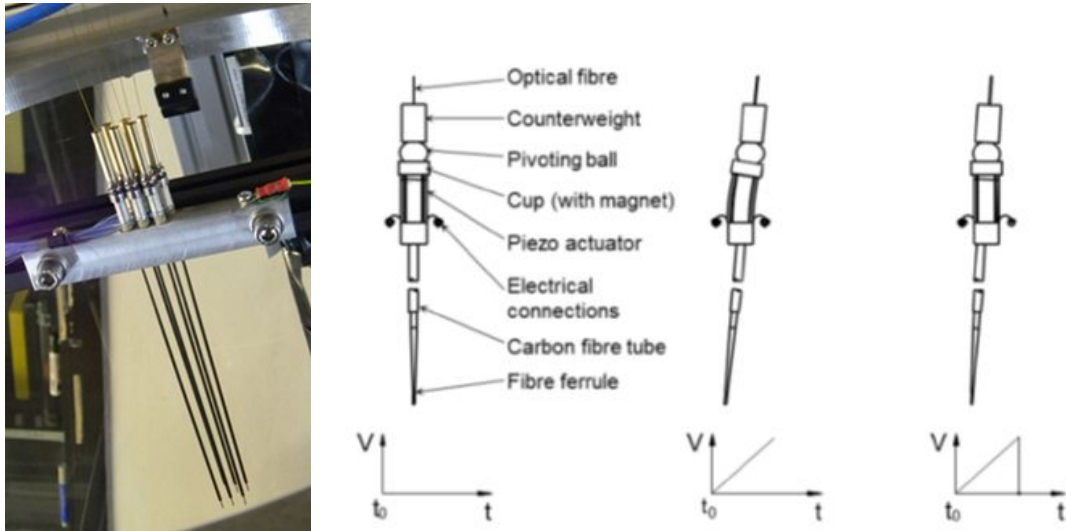 Optical fibre
Counterweight
Pivoting ball
Cup (with magnet)
Piezo actuator
Electrical
connections
Carbon fibre tube
Fibre ferrule
V
t₀
t
V
t₀
t
V
t₀
t